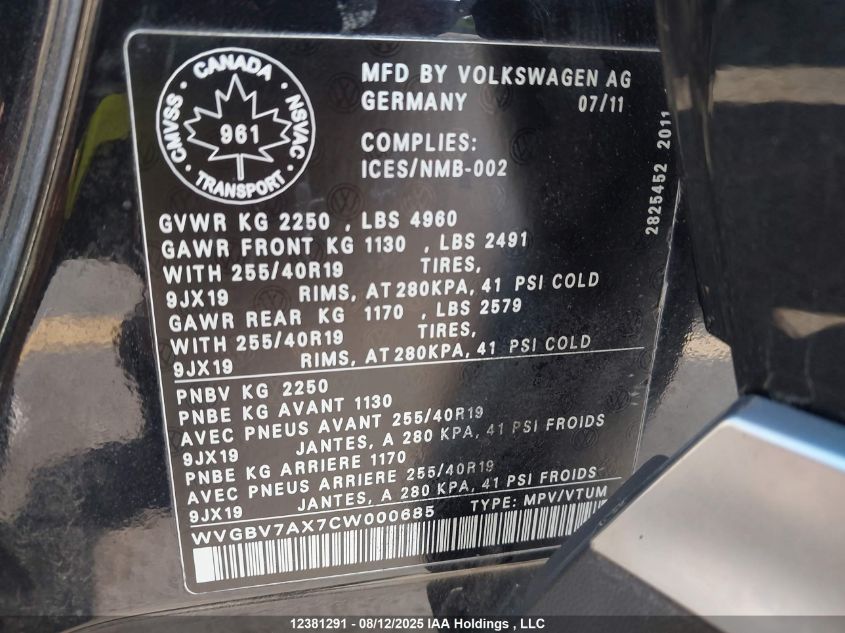 CANADA
CMVSS
NSVAC
961
TRANSPORT
MFD BY VOLKSWAGEN AG
GERMANY 07/11
COMPLIES:
ICES/NMB-002
2825452 2011
GVWR KG 2250 , LBS 4960
GAWR FRONT KG 1130 , LBS 2491
WITH 255/40R19 TIRES,
9JX19 RIMS, AT 280KPA, 41 PSI COLD
GAWR REAR KG 1170 , LBS 2579
WITH 255/40R19 TIRES,
9JX19 RIMS, AT 280KPA, 41 PSI COLD
PNBV KG 2250
PNBE KG AVANT 1130
AVEC PNEUS AVANT 255/40R19
9JX19 JANTES, A 280 KPA, 41 PSI FROIDS
PNBE KG ARRIERE 1170
AVEC PNEUS ARRIERE 255/40R19
9JX19 JANTES, A 280 KPA, 41 PSI FROIDS
WVGBV7AX7CW000685 TYPE: MPV/VTUM
12381291 - 08/12/2025 IAA Holdings , LLC